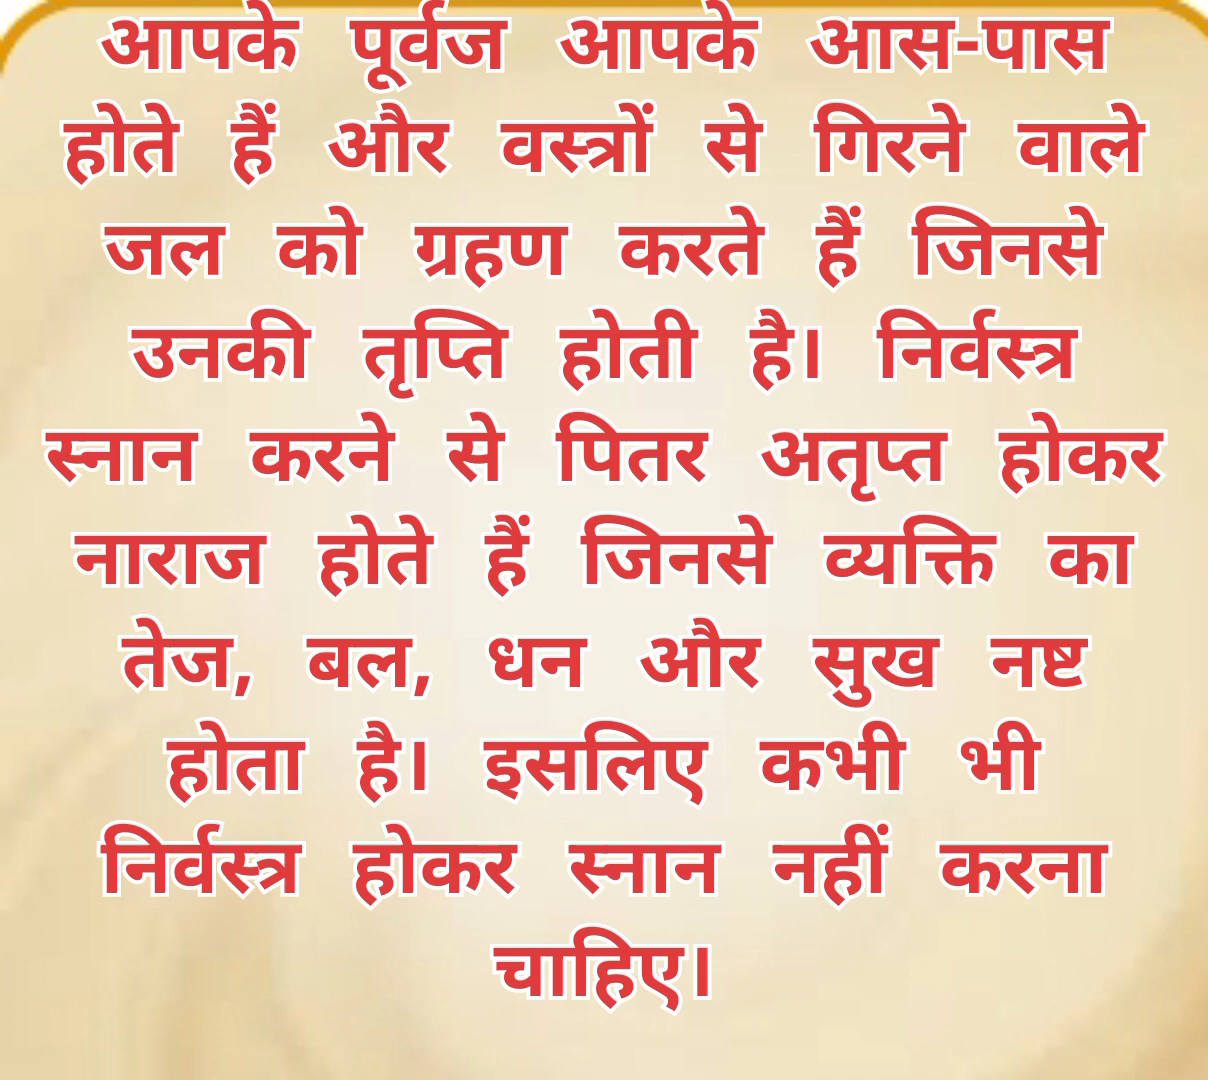 आपके पूर्वज आपके आस-पास
होते हैं और वस्त्रों से गिरने वाले
जल को ग्रहण करते हैं जिनसे
उनकी तृप्ति होती है। निर्वस्त्र
स्नान करने से पितर अतृप्त होकर
नाराज होते हैं जिनसे व्यक्ति का
तेज, बल, धन और सुख नष्ट
होता है। इसलिए कभी भी
निर्वस्त्र होकर स्नान नहीं करना
चाहिए।